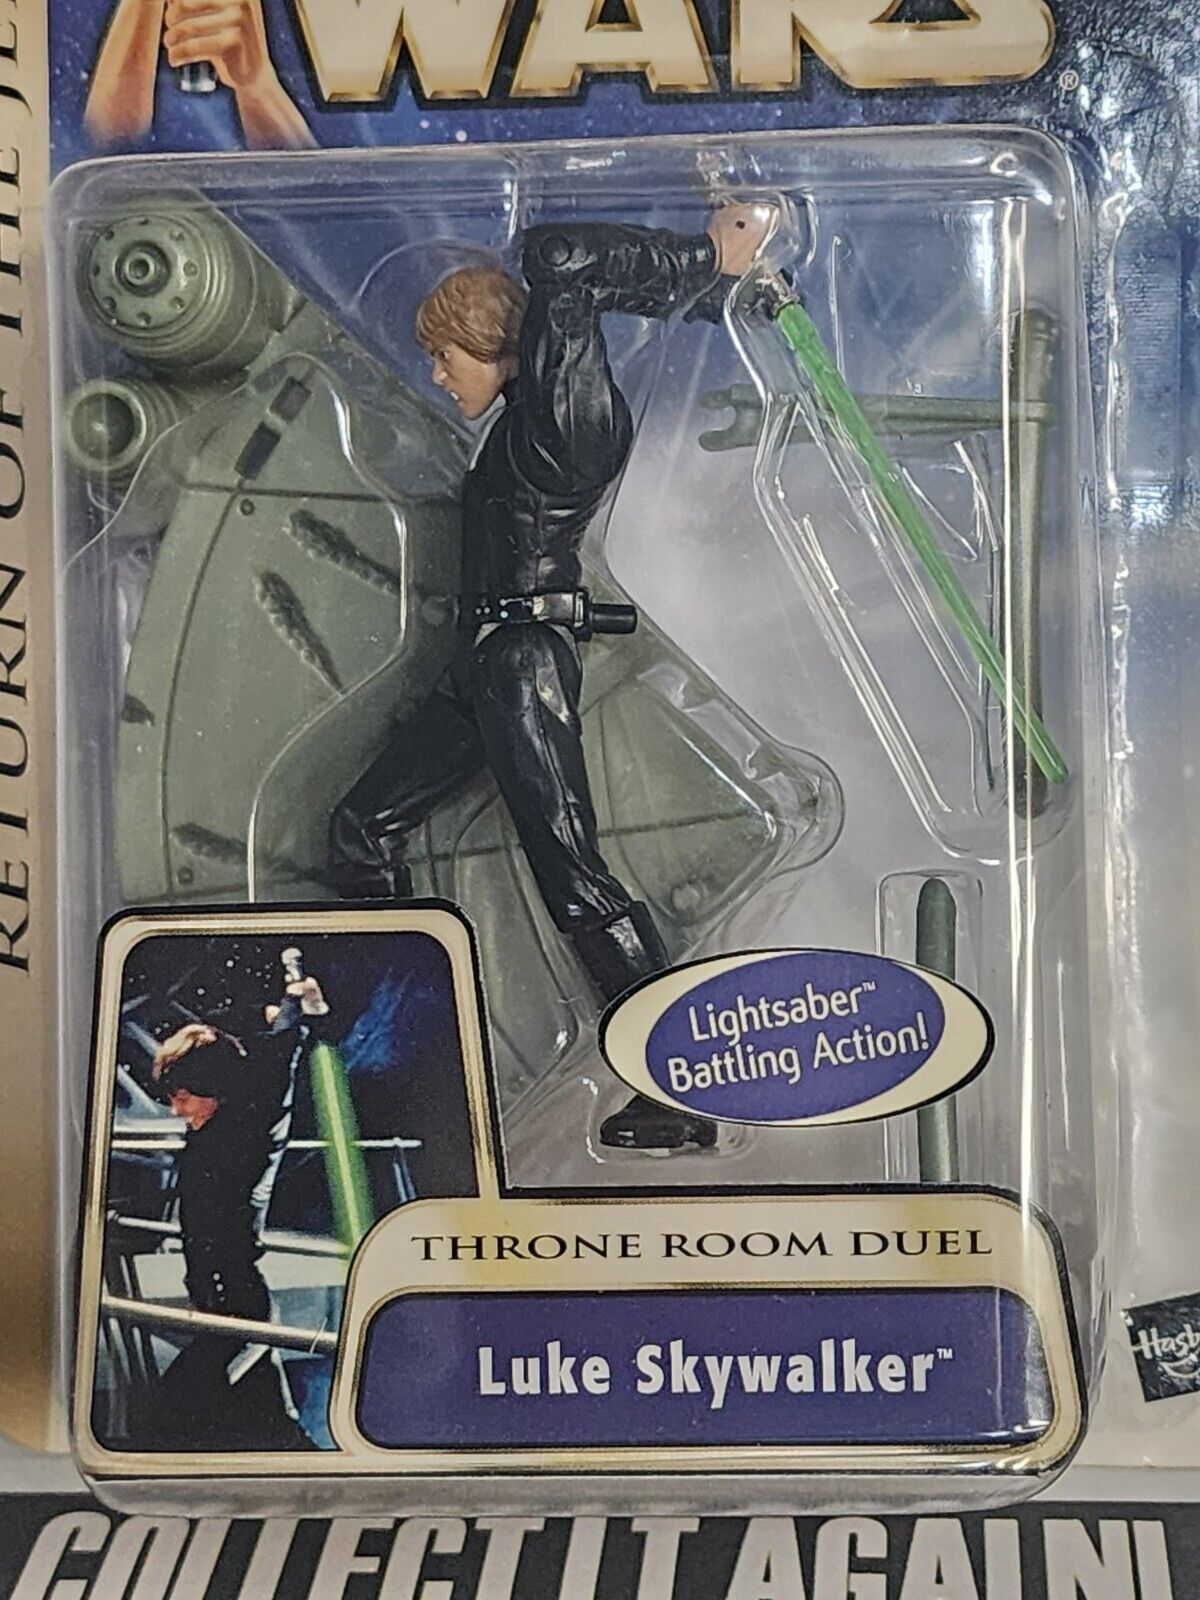 WARS®
RETURN OF THE JE
Lightsaber™
Battling Action!
THRONE ROOM DUEL
Luke Skywalker™
Hasb
COLLECT IT AGAIN!